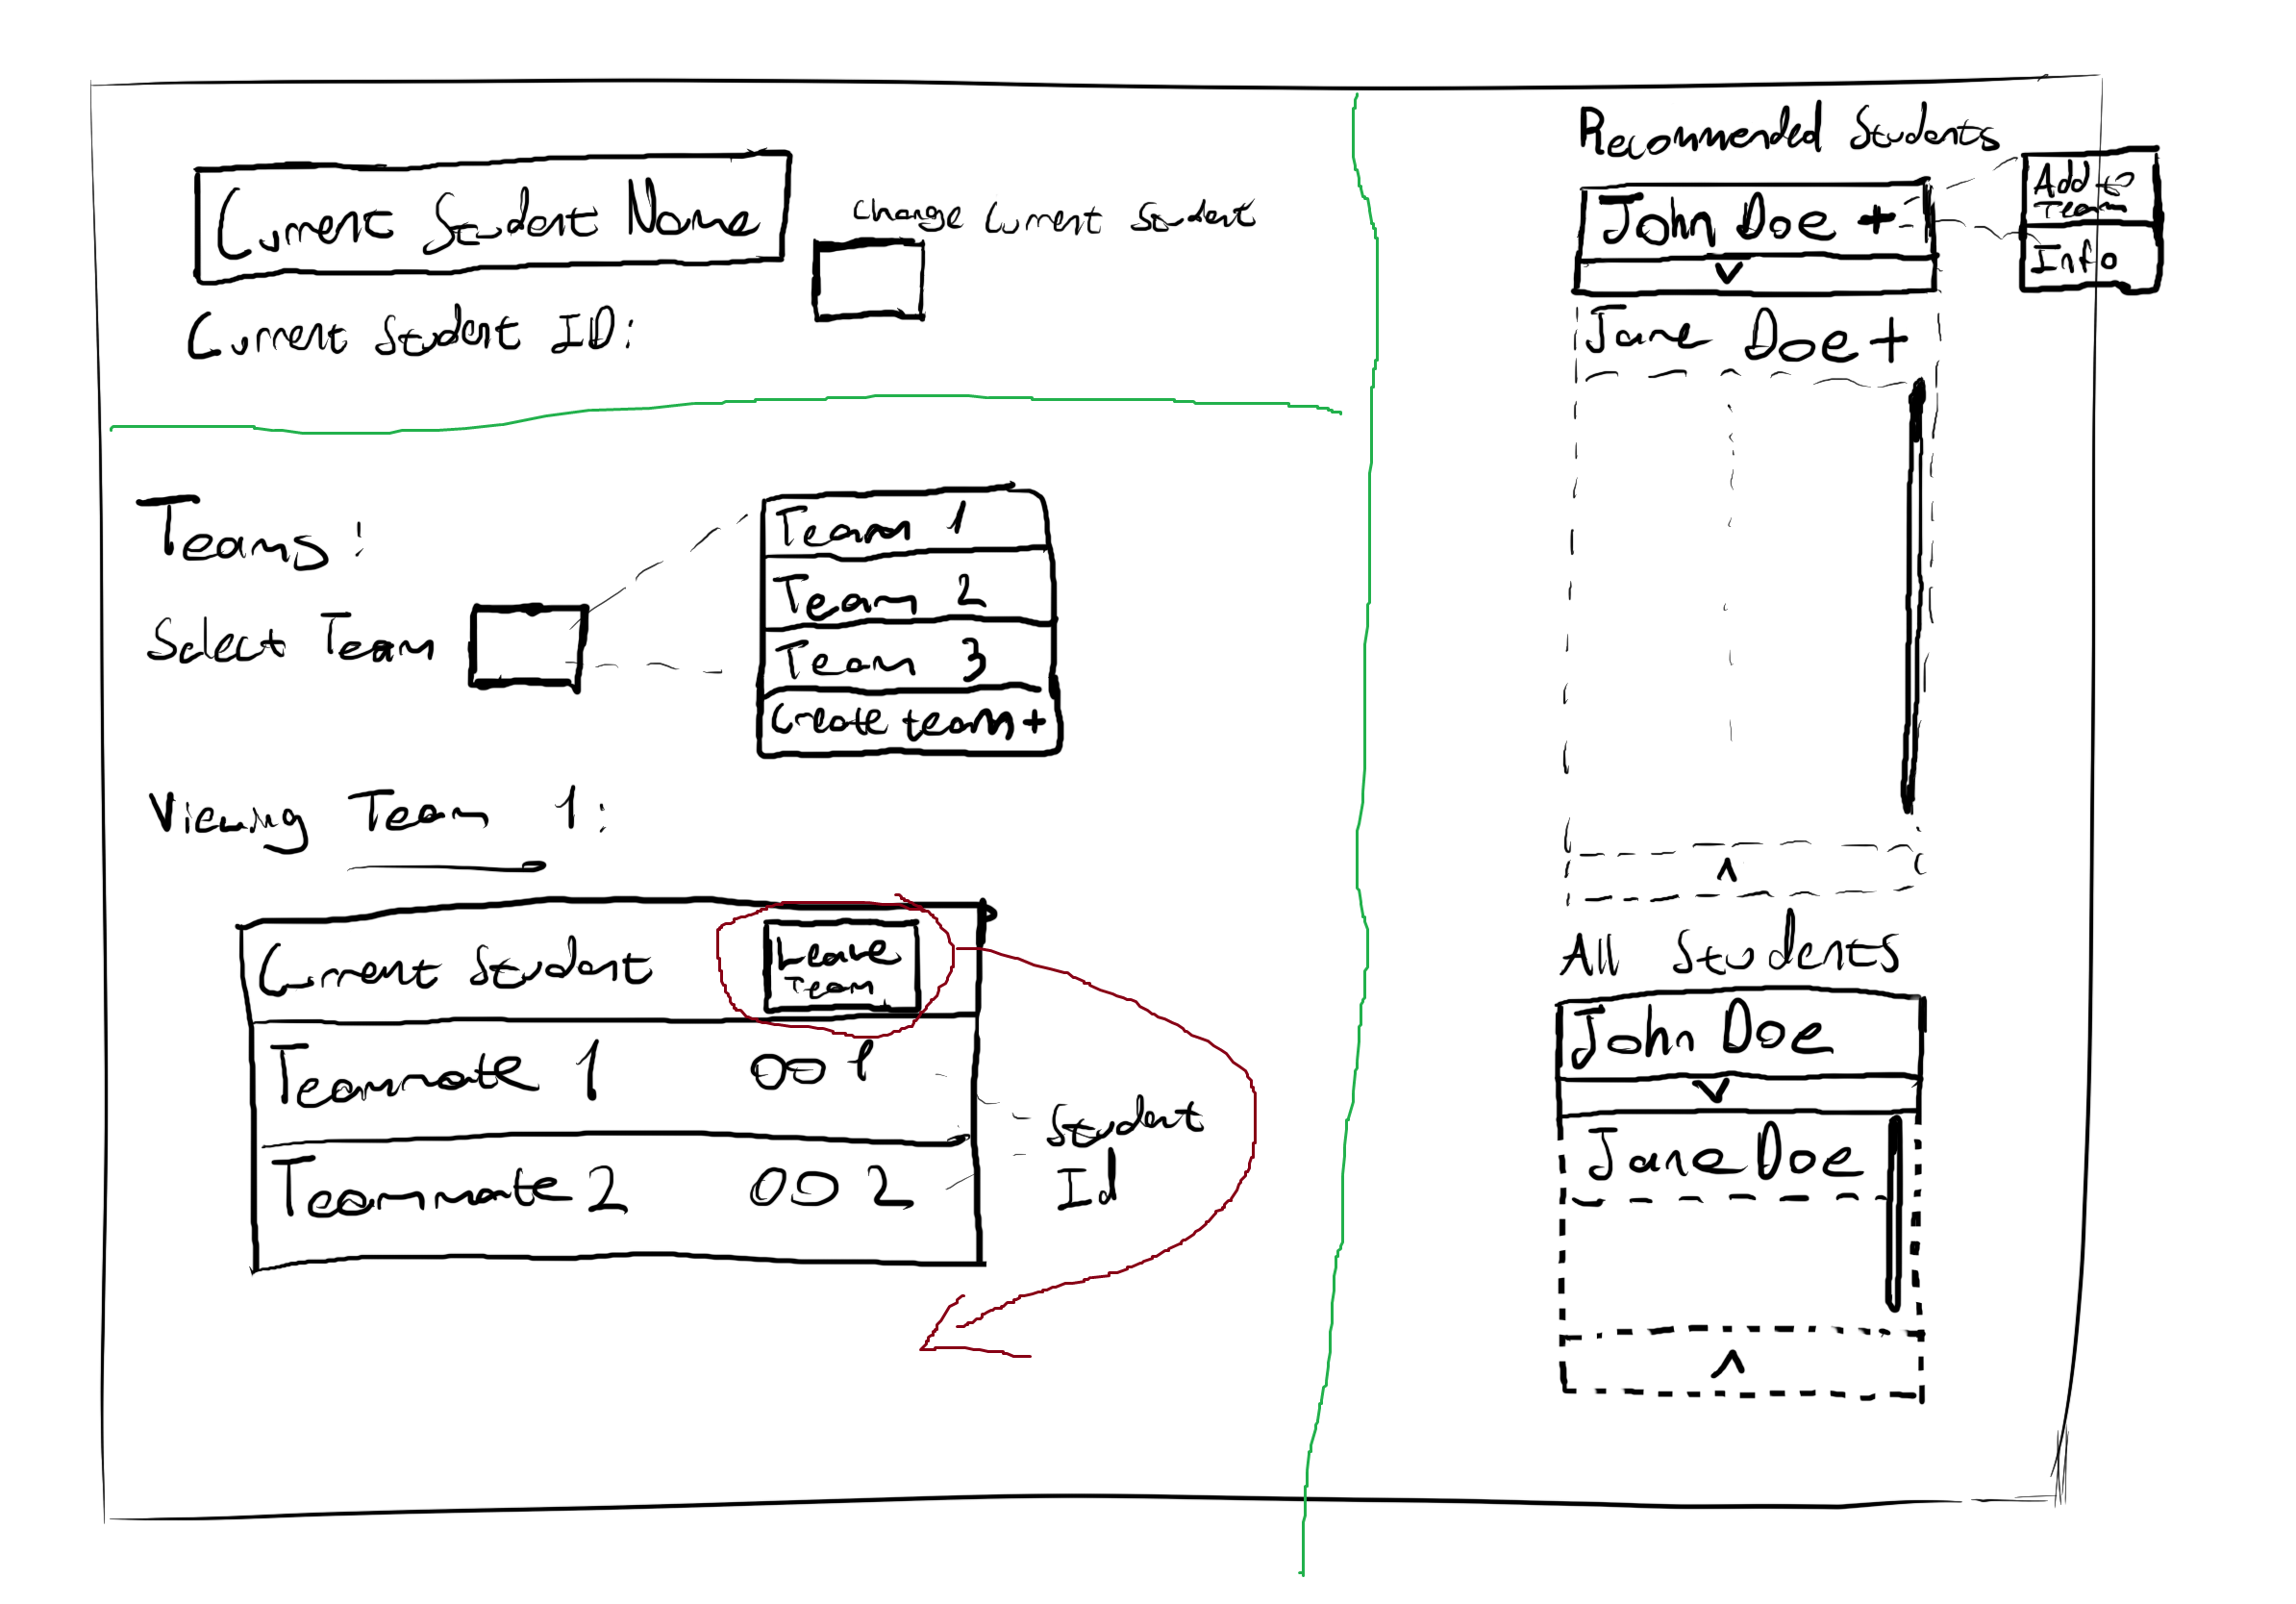 Current Student Name
Change Current Student
Current Student ID:
Teams:
Select Team
Team 1
Team 2
Team 3
Create team+
Viewing Team 1:
Current Student
Leave
Team
Teammate 1 001
Teammate 2 002
Student
Id
Recommended Students
John Doe +
Add to
Team
Info
Jane Doe +
All Students
John Doe
Jane Doe